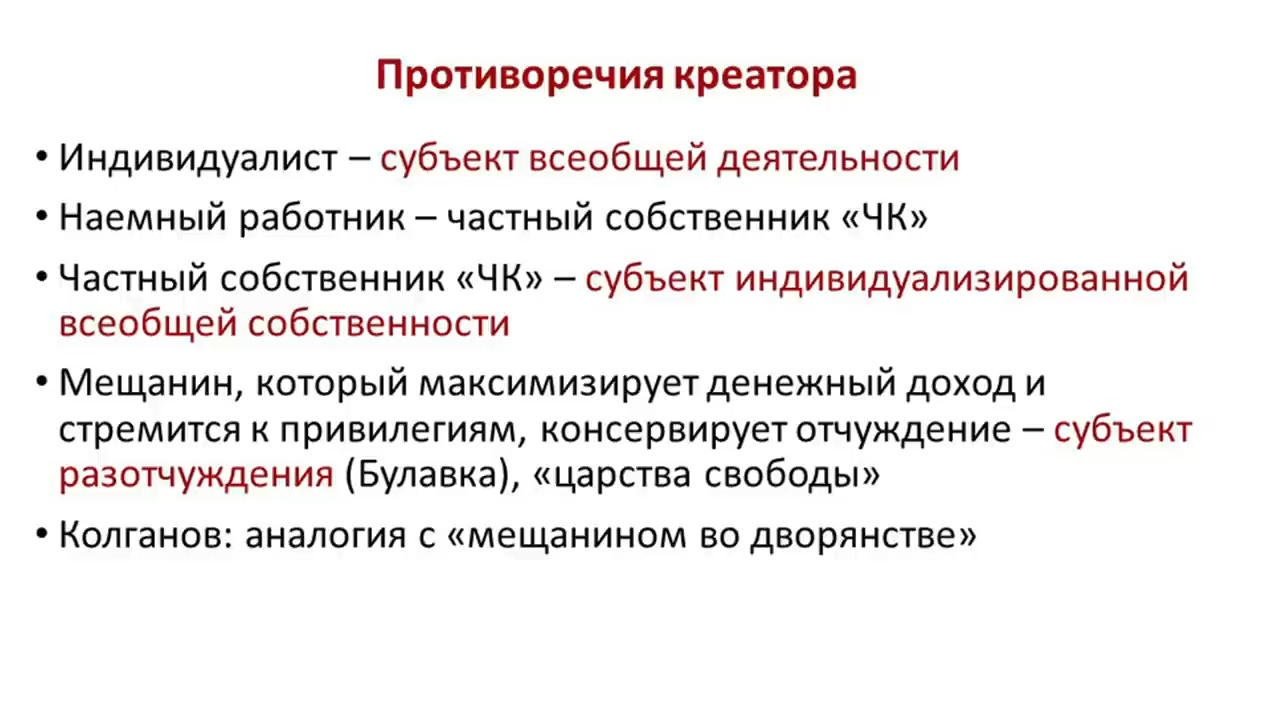 Противоречия креатора
• Индивидуалист – субъект всеобщей деятельности
• Наемный работник – частный собственник «ЧК»
• Частный собственник «ЧК» – субъект индивидуализированной
всеобщей собственности
• Мещанин, который максимизирует денежный доход и
стремится к привилегиям, консервирует отчуждение – субъект
разотчуждения (Булавка), «царства свободы»
• Колганов: аналогия с «мещанином во дворянстве»